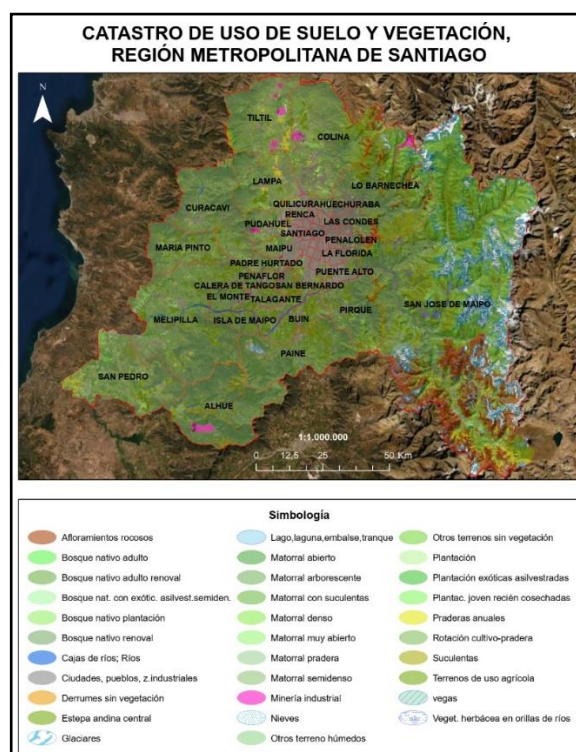 CATASTRO DE USO DE SUELO Y VEGETACIÓN,
REGIÓN METROPOLITANA DE SANTIAGO
N
TILTIL
COLINA
LAMPA
LO BARNECHEA
QUILICURA HUECHURABA
CURACAVI
RENCA
PUDAHUEL
LAS CONDES
SANTIAGO
PENALOLEN
MARIA PINTO
MAIPU
LA FLORIDA
PADRE HURTADO
PENAFLOR
PUENTE ALTO
CALERA DE TANGO SAN BERNARDO
EL MONTE
TALAGANTE
SAN JOSE DE MAIPO
MELIPILLA
ISLA DE MAIPO
BUIN
PIRQUE
PAINE
SAN PEDRO
ALHUE
1:1.000.000
0 12,5 25 50 Km
Simbología
Afloramientos rocosos
Bosque nativo adulto
Bosque nativo adulto renoval
Bosque nat. con exótic. asilvest.semiden.
Bosque nativo plantación
Bosque nativo renoval
Cajas de ríos; Ríos
Ciudades, pueblos, z.industriales
Derrumes sin vegetación
Estepa andina central
Glaciares
Lago,laguna,embalse,tranque
Matorral abierto
Matorral arborescente
Matorral con suculentas
Matorral denso
Matorral muy abierto
Matorral pradera
Matorral semidenso
Minería industrial
Nieves
Otros terreno húmedos
Otros terrenos sin vegetación
Plantación
Plantación exóticas asilvestradas
Plantac. joven recién cosechadas
Praderas anuales
Rotación cultivo-pradera
Suculentas
Terrenos de uso agrícola
vegas
Veget. herbácea en orillas de ríos